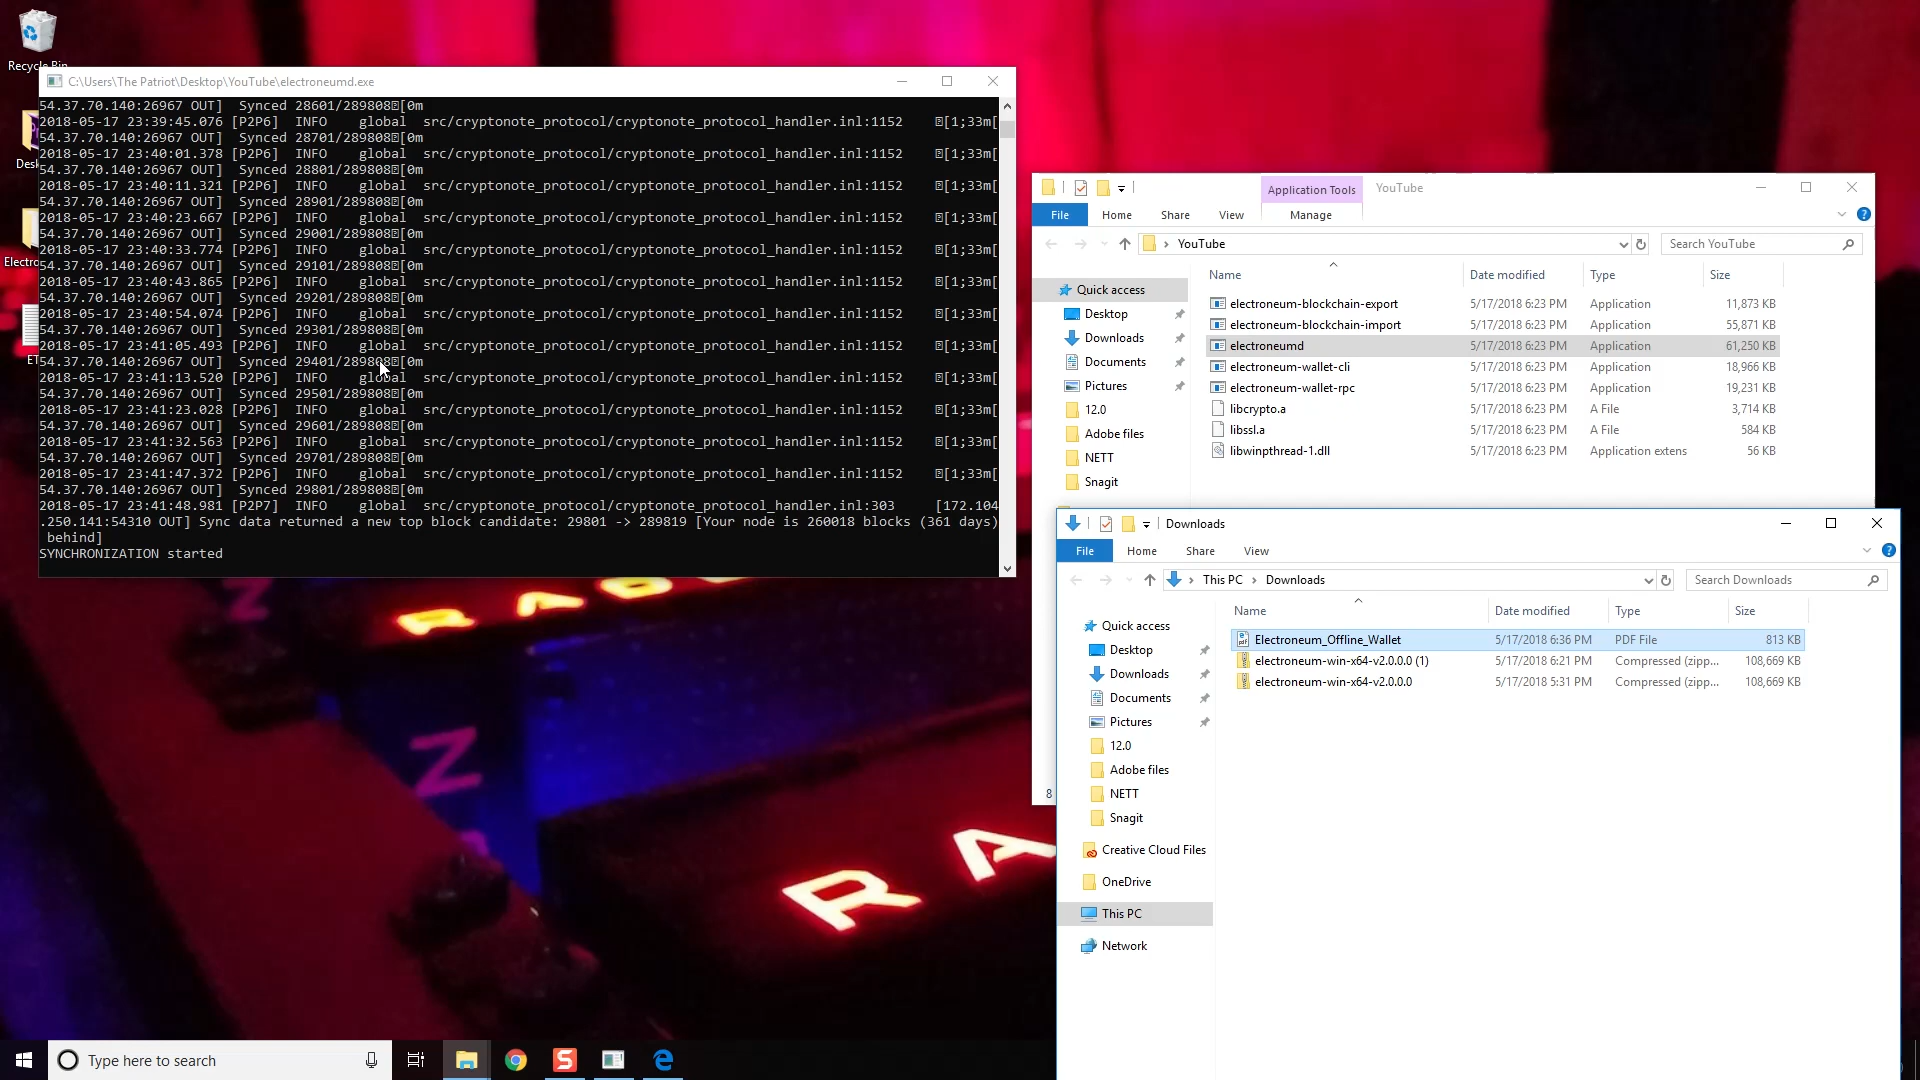 Recycle Bin
C:\Users\The Patriot\Desktop\YouTube\electroneumd.exe
54.37.70.140:26967 OUT]  Synced 28601/289808[0m
2018-05-17 23:39:45.076 [P2P6]  INFO    global  src/cryptonote_protocol/cryptonote_protocol_handler.inl:1152    [1;33m[
54.37.70.140:26967 OUT]  Synced 28701/289808[0m
2018-05-17 23:40:01.378 [P2P6]  INFO    global  src/cryptonote_protocol/cryptonote_protocol_handler.inl:1152    [1;33m[
54.37.70.140:26967 OUT]  Synced 28801/289808[0m
2018-05-17 23:40:11.321 [P2P6]  INFO    global  src/cryptonote_protocol/cryptonote_protocol_handler.inl:1152    [1;33m[
54.37.70.140:26967 OUT]  Synced 28901/289808[0m
2018-05-17 23:40:23.667 [P2P6]  INFO    global  src/cryptonote_protocol/cryptonote_protocol_handler.inl:1152    [1;33m[
54.37.70.140:26967 OUT]  Synced 29001/289808[0m
2018-05-17 23:40:33.774 [P2P6]  INFO    global  src/cryptonote_protocol/cryptonote_protocol_handler.inl:1152    [1;33m[
54.37.70.140:26967 OUT]  Synced 29101/289808[0m
2018-05-17 23:40:43.865 [P2P6]  INFO    global  src/cryptonote_protocol/cryptonote_protocol_handler.inl:1152    [1;33m[
54.37.70.140:26967 OUT]  Synced 29201/289808[0m
2018-05-17 23:40:54.074 [P2P6]  INFO    global  src/cryptonote_protocol/cryptonote_protocol_handler.inl:1152    [1;33m[
54.37.70.140:26967 OUT]  Synced 29301/289808[0m
2018-05-17 23:41:05.493 [P2P6]  INFO    global  src/cryptonote_protocol/cryptonote_protocol_handler.inl:1152    [1;33m[
54.37.70.140:26967 OUT]  Synced 29401/289808[0m
2018-05-17 23:41:13.520 [P2P6]  INFO    global  src/cryptonote_protocol/cryptonote_protocol_handler.inl:1152    [1;33m[
54.37.70.140:26967 OUT]  Synced 29501/289808[0m
2018-05-17 23:41:23.028 [P2P6]  INFO    global  src/cryptonote_protocol/cryptonote_protocol_handler.inl:1152    [1;33m[
54.37.70.140:26967 OUT]  Synced 29601/289808[0m
2018-05-17 23:41:32.563 [P2P6]  INFO    global  src/cryptonote_protocol/cryptonote_protocol_handler.inl:1152    [1;33m[
54.37.70.140:26967 OUT]  Synced 29701/289808[0m
2018-05-17 23:41:47.372 [P2P6]  INFO    global  src/cryptonote_protocol/cryptonote_protocol_handler.inl:1152    [1;33m[
54.37.70.140:26967 OUT]  Synced 29801/289808[0m
2018-05-17 23:41:48.981 [P2P7]  INFO    global  src/cryptonote_protocol/cryptonote_protocol_handler.inl:303     [172.104
.250.141:54310 OUT] Sync data returned a new top block candidate: 29801 -> 289819 [Your node is 260018 blocks (361 days)
behind]
SYNCHRONIZATION started
Desk
Electro
ET
Application Tools YouTube
File Home Share View Manage
YouTube Search YouTube
Name Date modified Type Size
Quick access
Desktop
Downloads
Documents
Pictures
12.0
Adobe files
NETT
Snagit
electroneum-blockchain-export 5/17/2018 6:23 PM Application 11,873 KB
electroneum-blockchain-import 5/17/2018 6:23 PM Application 55,871 KB
electroneumd 5/17/2018 6:23 PM Application 61,250 KB
electroneum-wallet-cli 5/17/2018 6:23 PM Application 18,966 KB
electroneum-wallet-rpc 5/17/2018 6:23 PM Application 19,231 KB
libcrypto.a 5/17/2018 6:23 PM A File 3,714 KB
libssl.a 5/17/2018 6:23 PM A File 584 KB
libwinpthread-1.dll 5/17/2018 6:23 PM Application extens 56 KB
8
Downloads
File Home Share View
This PC Downloads Search Downloads
Name Date modified Type Size
Quick access
Desktop
Downloads
Documents
Pictures
12.0
Adobe files
NETT
Snagit
Creative Cloud Files
OneDrive
This PC
Network
Electroneum_Offline_Wallet 5/17/2018 6:36 PM PDF File 813 KB
electroneum-win-x64-v2.0.0.0 (1) 5/17/2018 6:21 PM Compressed (zipp... 108,669 KB
electroneum-win-x64-v2.0.0.0 5/17/2018 5:31 PM Compressed (zipp... 108,669 KB
Z
RA
Type here to search